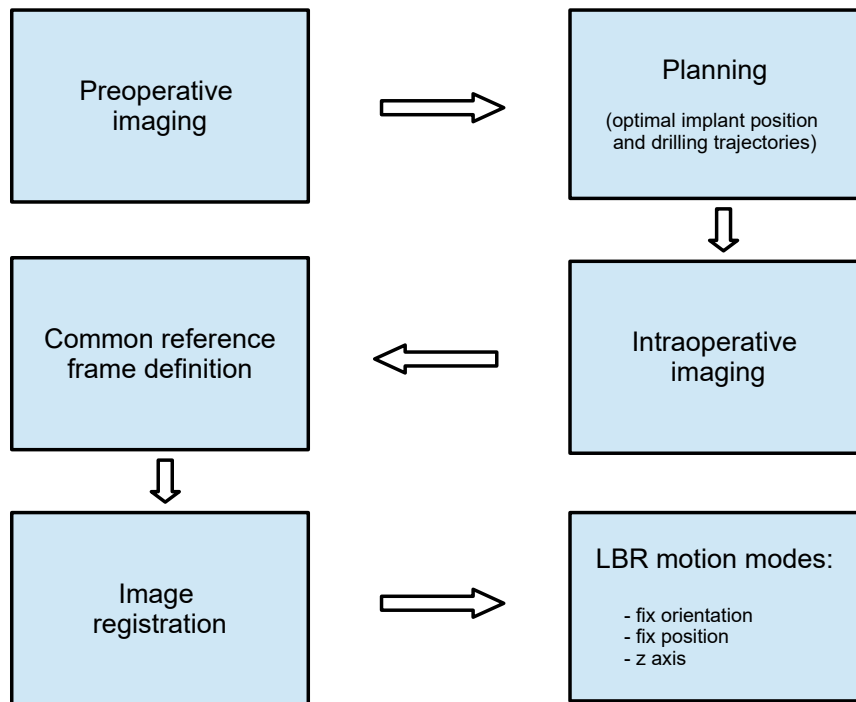 Preoperative
imaging
Planning
(optimal implant position
and drilling trajectories)
Common reference
frame definition
Intraoperative
imaging
Image
registration
LBR motion modes:
- fix orientation
- fix position
- z axis